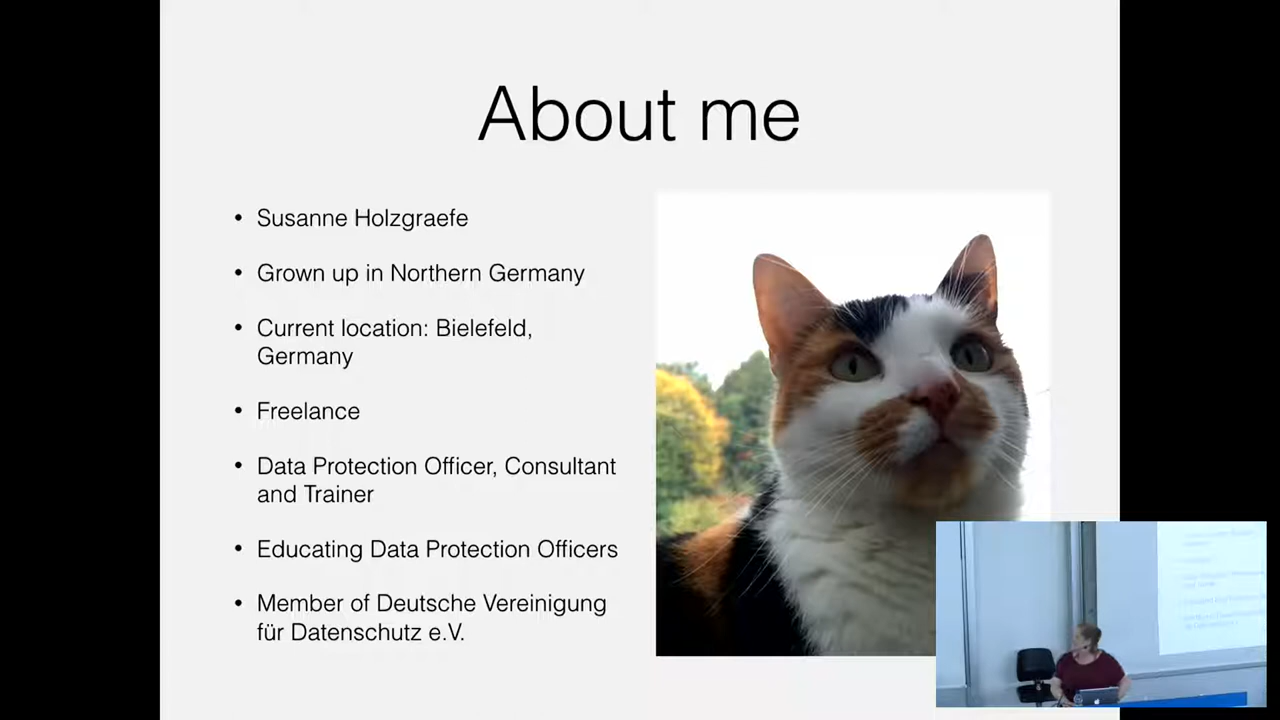 About me
• Susanne Holzgraefe
• Grown up in Northern Germany
• Current location: Bielefeld,
Germany
• Freelance
• Data Protection Officer, Consultant
and Trainer
• Educating Data Protection Officers
• Member of Deutsche Vereinigung
für Datenschutz e.V.